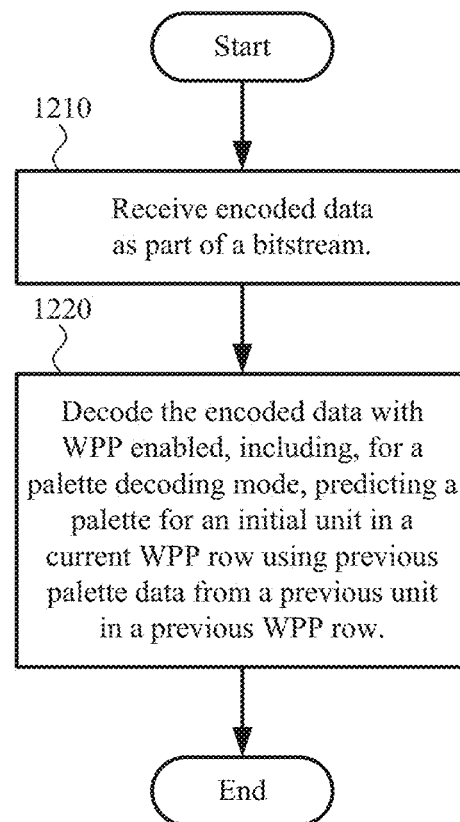 Start
1210
Receive encoded data
as part of a bitstream.
1220
Decode the encoded data with
WPP enabled, including, for a
palette decoding mode, predicting a
palette for an initial unit in a
current WPP row using previous
palette data from a previous unit
in a previous WPP row.
End